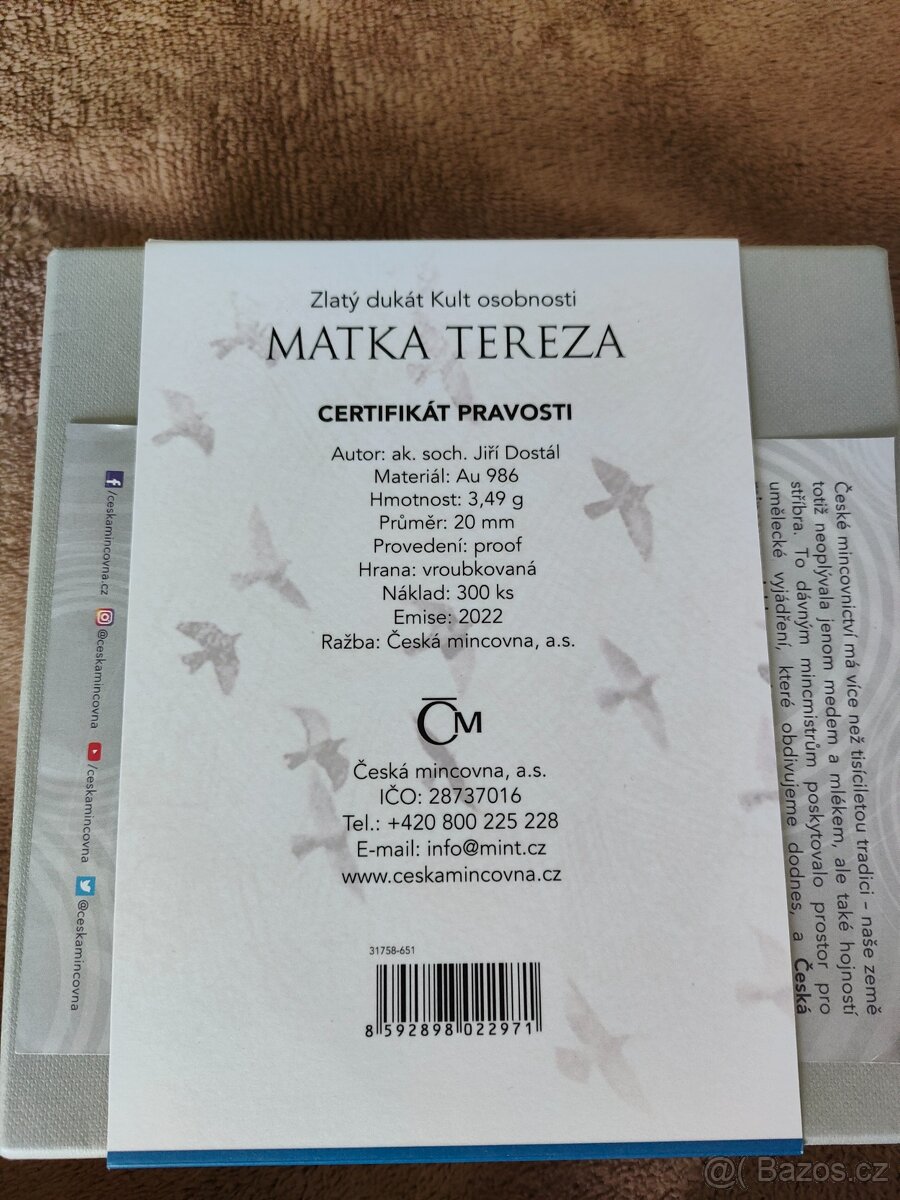 Zlatý dukát Kult osobnosti
MATKA TEREZA
CERTIFIKÁT PRAVOSTI
Autor: ak. soch. Jiří Dostál
Materiál: Au 986
Hmotnost: 3,49 g
Průměr: 20 mm
Provedení: proof
Hrana: vroubkovaná
Náklad: 300 ks
Emise: 2022
Ražba: Česká mincovna, a.s.
ČM
Česká mincovna, a.s.
IČO: 28737016
Tel.: +420 800 225 228
E-mail: info@mint.cz
www.ceskamincovna.cz
31758-651
8 592898 022971
/ceskamincovna.cz
@ceskamincovna
/ceskamincovna
@ceskamincovna
České mincovnictví má více než tisíciletou tradici – naše země
totiž neoplývala jenom medem a mlékem, ale také hojností
stříbra. To dávným mincmistrům poskytovalo prostor pro
umělecké vyjádření, které obdivujeme dodnes, a Česká
@( Bazos.cz